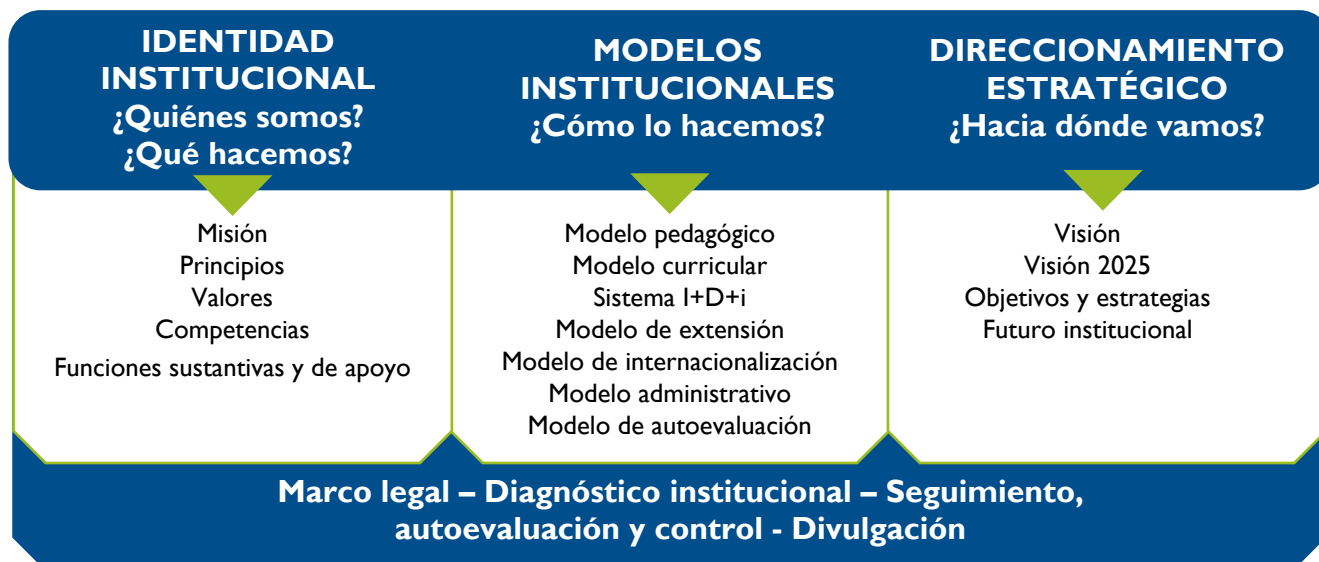 IDENTIDAD
INSTITUCIONAL
¿Quiénes somos?
¿Qué hacemos?
Misión
Principios
Valores
Competencias
Funciones sustantivas y de apoyo
MODELOS
INSTITUCIONALES
¿Cómo lo hacemos?
Modelo pedagógico
Modelo curricular
Sistema I+D+i
Modelo de extensión
Modelo de internacionalización
Modelo administrativo
Modelo de autoevaluación
DIRECCIONAMIENTO
ESTRATÉGICO
¿Hacia dónde vamos?
Visión
Visión 2025
Objetivos y estrategias
Futuro institucional
Marco legal – Diagnóstico institucional – Seguimiento,
autoevaluación y control - Divulgación